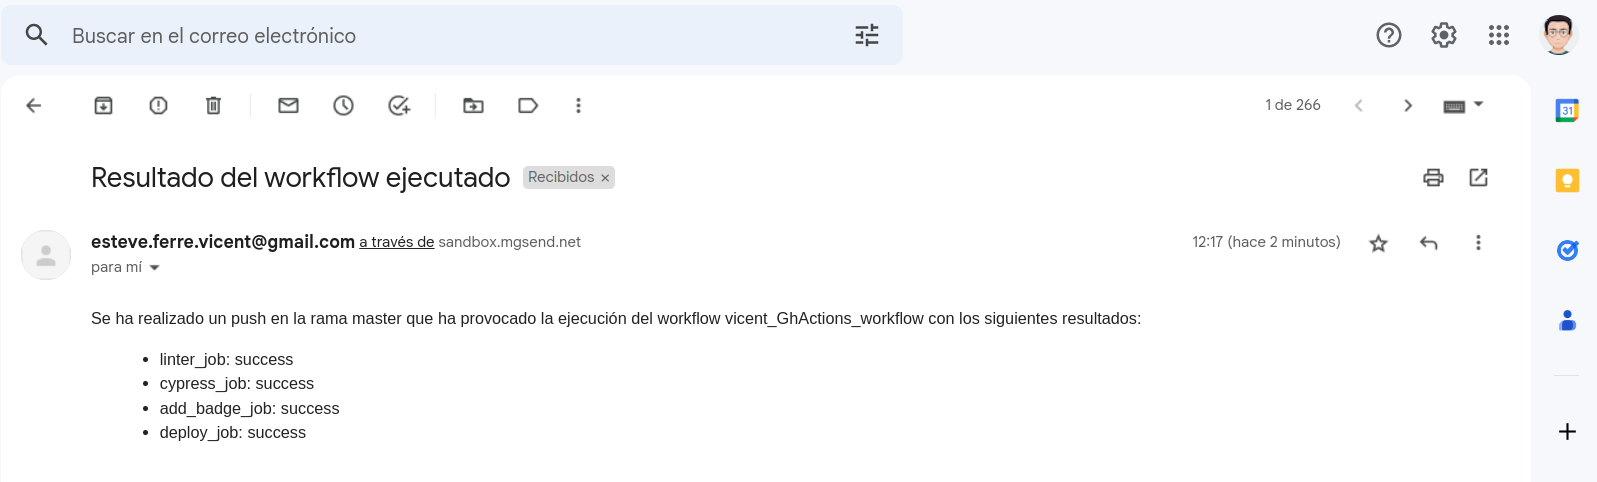 Buscar en el correo electrónico
1 de 266
31
Resultado del workflow ejecutado Recibidos ×
esteve.ferre.vicent@gmail.com a través de sandbox.mgsend.net 12:17 (hace 2 minutos)
para mí
Se ha realizado un push en la rama master que ha provocado la ejecución del workflow vicent_GhActions_workflow con los siguientes resultados:
• linter_job: success
• cypress_job: success
• add_badge_job: success
• deploy_job: success